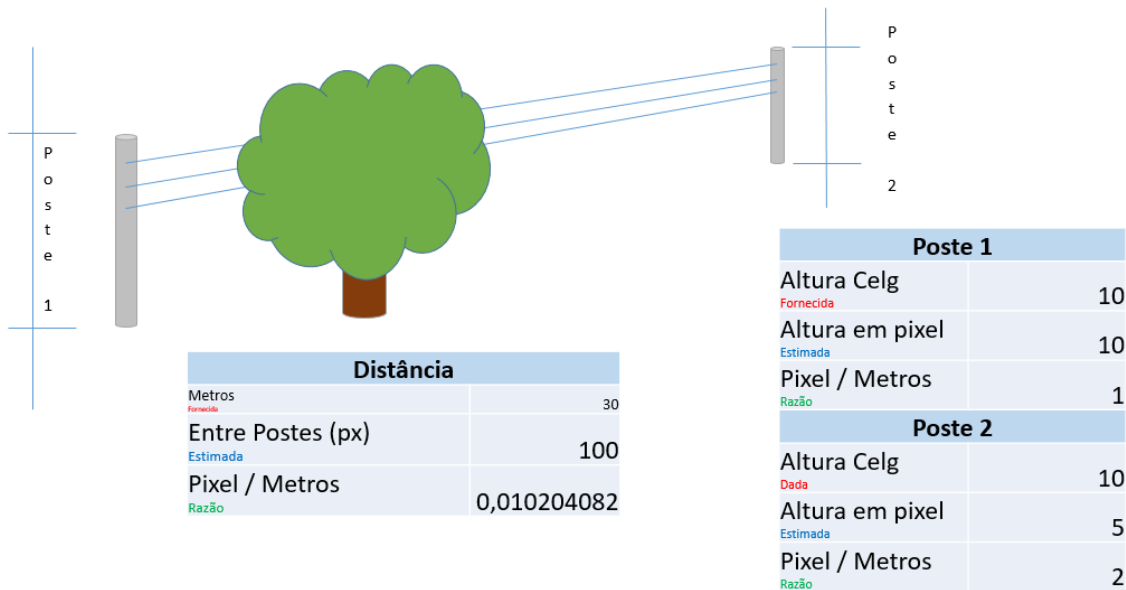 Poste 1
Poste 2
Distância
Metros 30
Fornecida
Entre Postes (px) 100
Estimada
Pixel / Metros 0,010204082
Razão
Poste 1
Altura Celg 10
Fornecida
Altura em pixel 10
Estimada
Pixel / Metros 1
Razão
Poste 2
Altura Celg 10
Dada
Altura em pixel 5
Estimada
Pixel / Metros 2
Razão